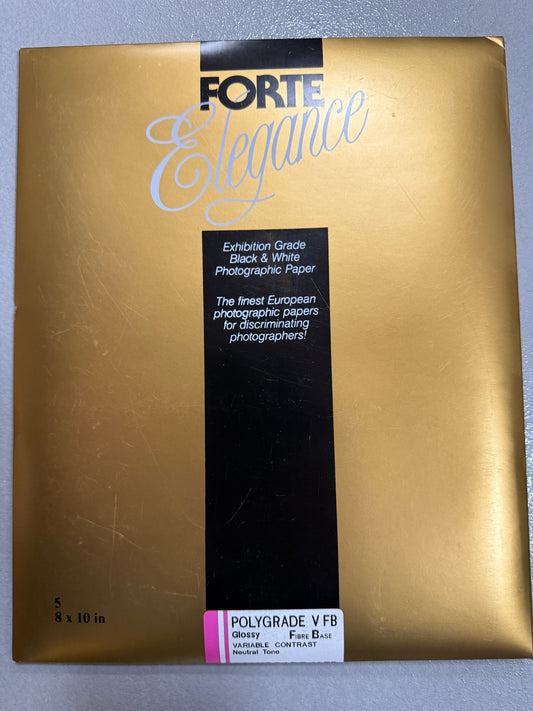 FORTE
Elegance
Exhibition Grade
Black & White
Photographic Paper
The finest European
photographic papers
for discriminating
photographers!
5
8 x 10 in
POLYGRADE V FB
Glossy FIBRE BASE
VARIABLE CONTRAST
Neutral Tone